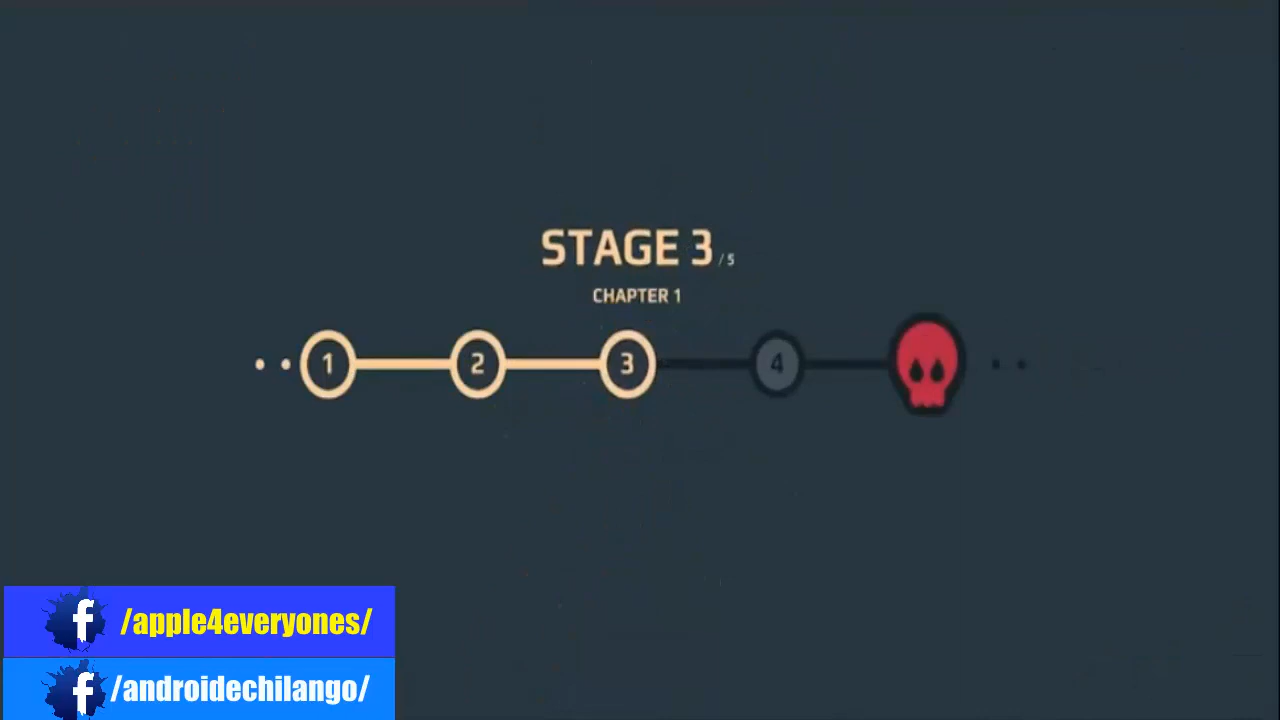 STAGE 3 / 5
CHAPTER 1
1 2 3 4
f /apple4everyones/
f /androidechilango/